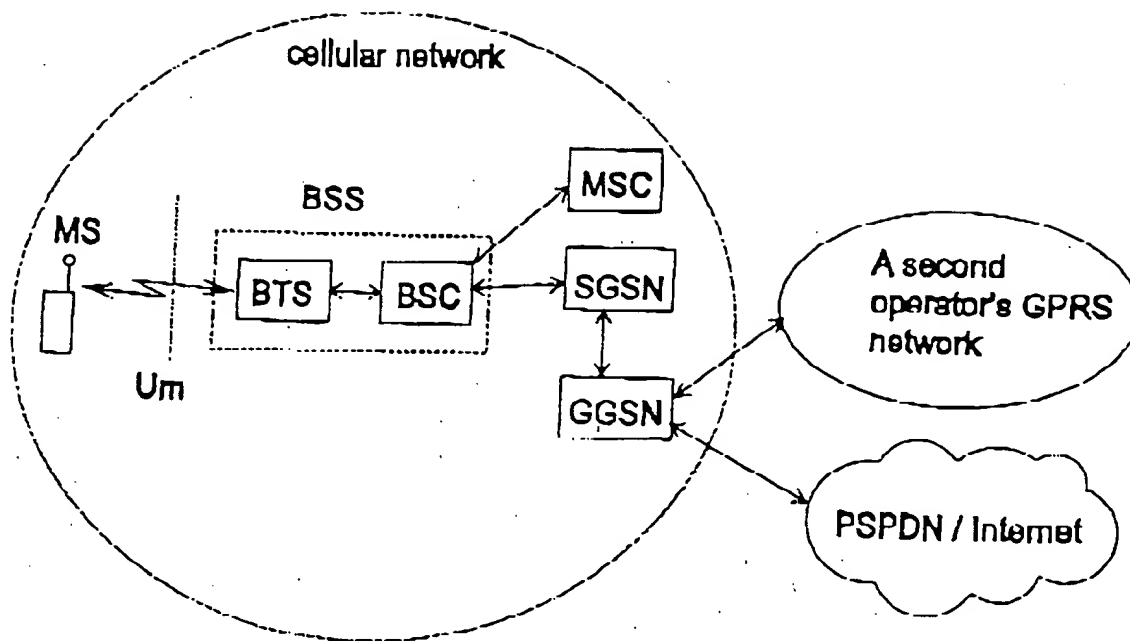 cellular network
MSC
BSS
MS
BTS
BSC
SGSN
A second
operator's GPRS
network
Um
GGSN
PSPDN / Internet